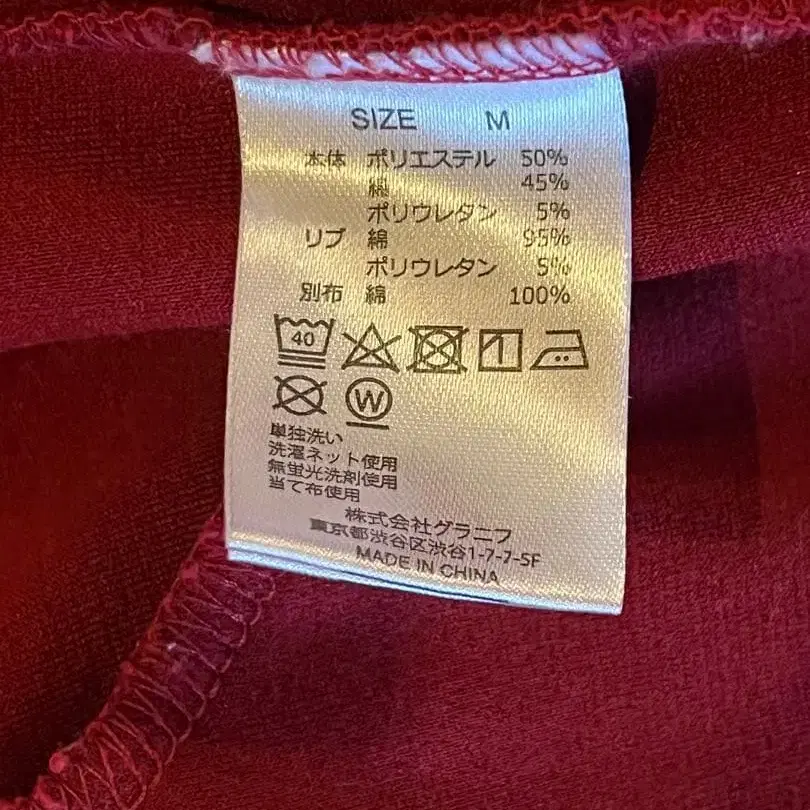 SIZE M
本体 ポリエステル 50%
綿 45%
ポリウレタン 5%
リブ 綿 95%
ポリウレタン 5%
別布 綿 100%
40
W
単独洗い
洗濯ネット使用
無蛍光洗剤使用
当て布使用
株式会社グラニフ
東京都渋谷区渋谷1-7-7-5F
MADE IN CHINA